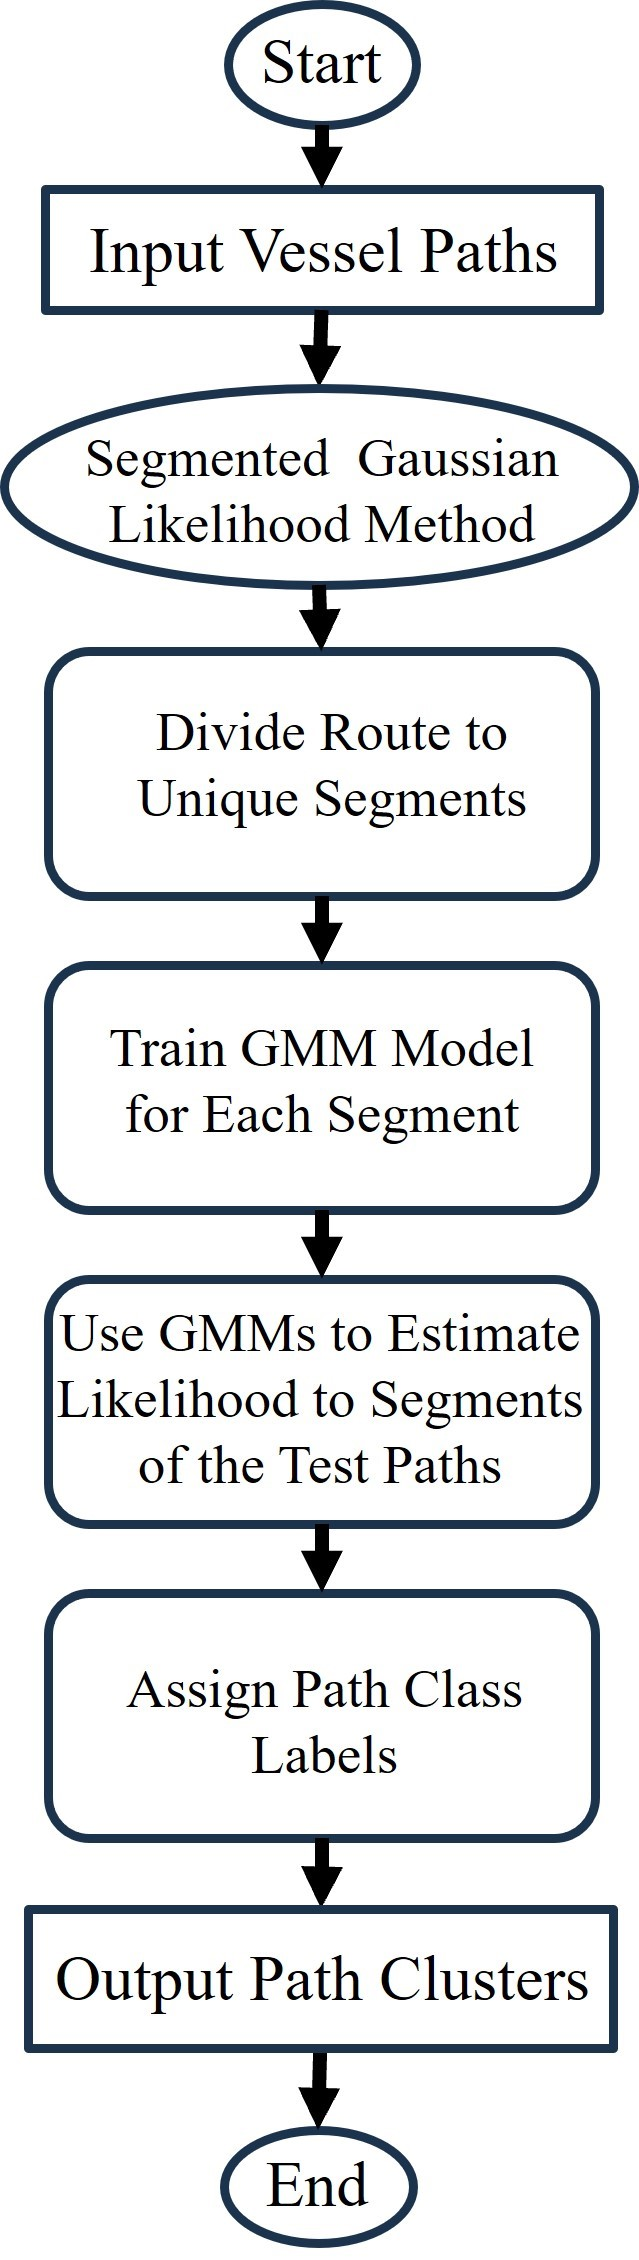 Start
Input Vessel Paths
Segmented Gaussian
Likelihood Method
Divide Route to
Unique Segments
Train GMM Model
for Each Segment
Use GMMs to Estimate
Likelihood to Segments
of the Test Paths
Assign Path Class
Labels
Output Path Clusters
End